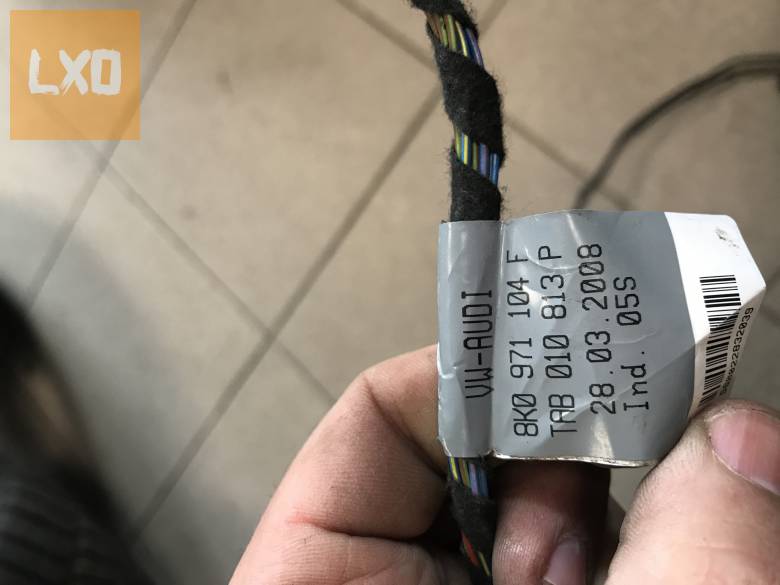 LXO
VW-AUDI
8K0 971 104 F
TAB 010 813 P
28.03.2008
Ind. 05S